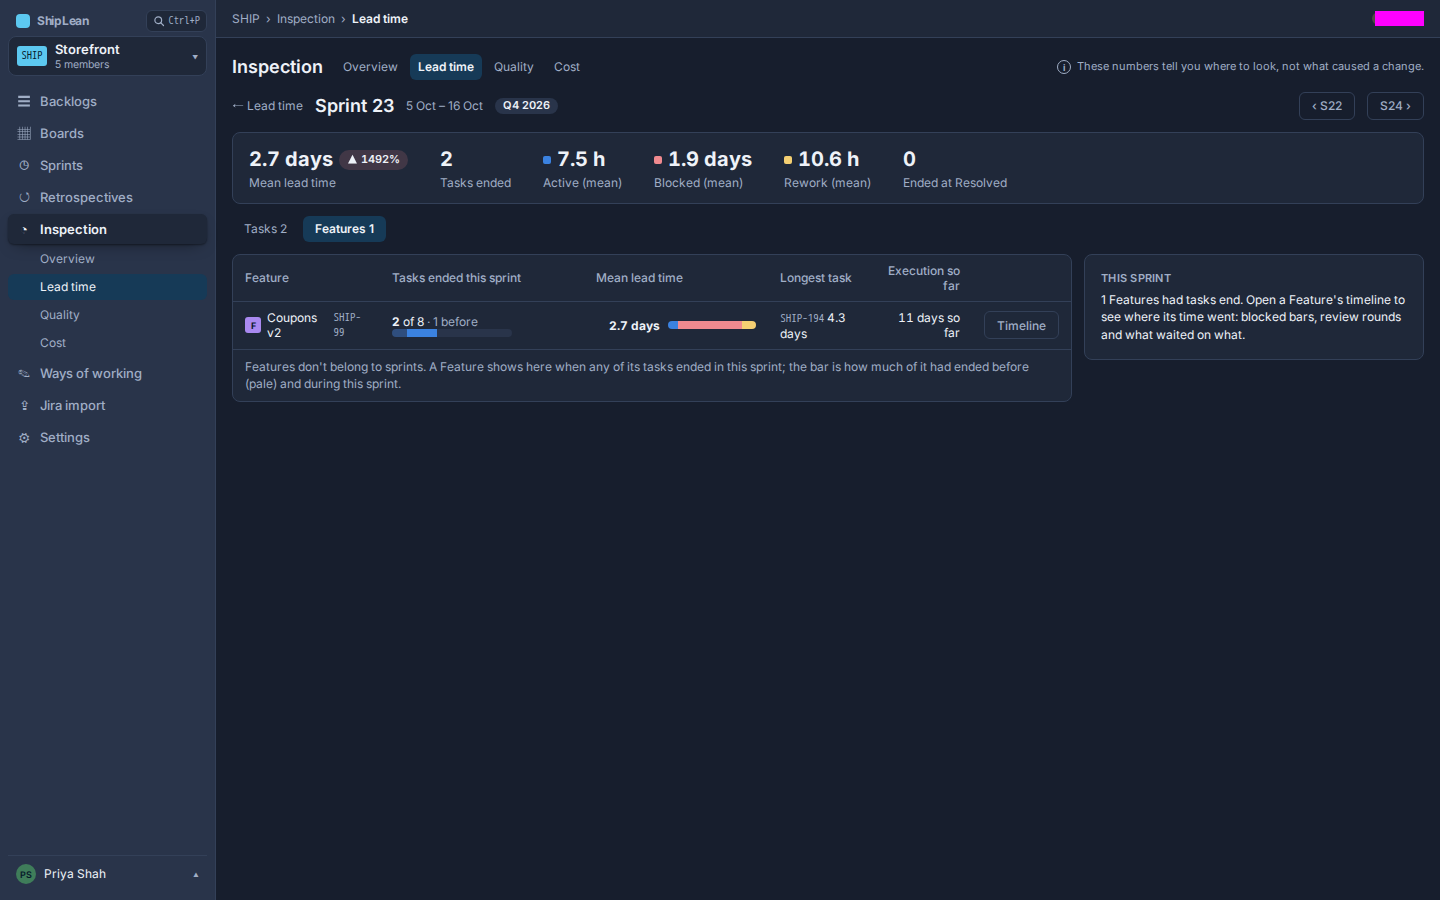 ShipLean
Ctrl+P
SHIP
Storefront
5 members
Backlogs
Boards
Sprints
Retrospectives
Inspection
Overview
Lead time
Quality
Cost
Ways of working
Jira import
Settings
PS
Priya Shah
SHIP › Inspection › Lead time
Inspection
Overview
Lead time
Quality
Cost
These numbers tell you where to look, not what caused a change.
← Lead time
Sprint 23
5 Oct – 16 Oct
Q4 2026
‹ S22
S24 ›
2.7 days
▲ 1492%
Mean lead time
2
Tasks ended
7.5 h
Active (mean)
1.9 days
Blocked (mean)
10.6 h
Rework (mean)
0
Ended at Resolved
Tasks 2
Features 1
Feature
Tasks ended this sprint
Mean lead time
Longest task
Execution so
far
F
Coupons
v2
SHIP-
99
2 of 8 · 1 before
2.7 days
SHIP-194 4.3
days
11 days so
far
Timeline
Features don't belong to sprints. A Feature shows here when any of its tasks ended in this sprint; the bar is how much of it had ended before
(pale) and during this sprint.
THIS SPRINT
1 Features had tasks end. Open a Feature's timeline to
see where its time went: blocked bars, review rounds
and what waited on what.